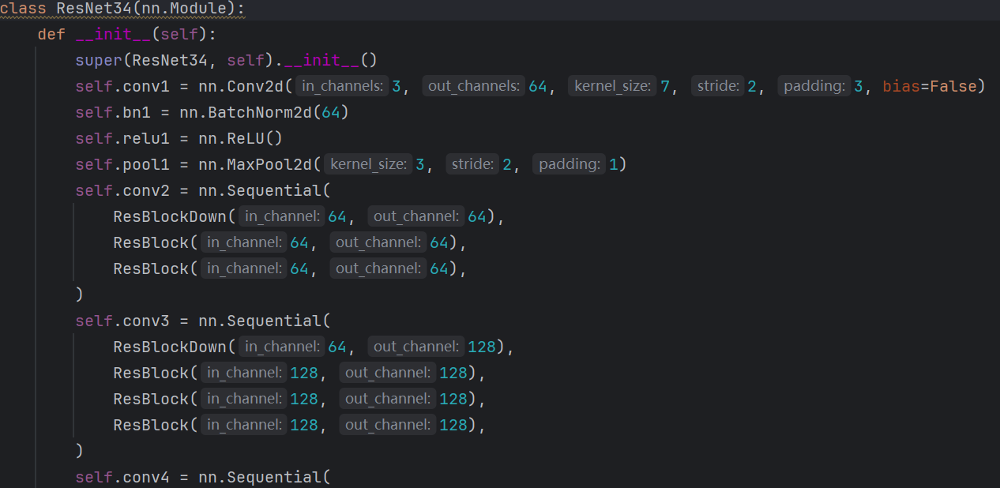 class ResNet34(nn.Module):
    def __init__(self):
        super(ResNet34, self).__init__()
        self.conv1 = nn.Conv2d( in_channels: 3,  out_channels: 64,  kernel_size: 7,  stride: 2,  padding: 3, bias=False)
        self.bn1 = nn.BatchNorm2d(64)
        self.relu1 = nn.ReLU()
        self.pool1 = nn.MaxPool2d( kernel_size: 3,  stride: 2,  padding: 1)
        self.conv2 = nn.Sequential(
            ResBlockDown( in_channel: 64,  out_channel: 64),
            ResBlock( in_channel: 64,  out_channel: 64),
            ResBlock( in_channel: 64,  out_channel: 64),
        )
        self.conv3 = nn.Sequential(
            ResBlockDown( in_channel: 64,  out_channel: 128),
            ResBlock( in_channel: 128,  out_channel: 128),
            ResBlock( in_channel: 128,  out_channel: 128),
            ResBlock( in_channel: 128,  out_channel: 128),
        )
        self.conv4 = nn.Sequential(